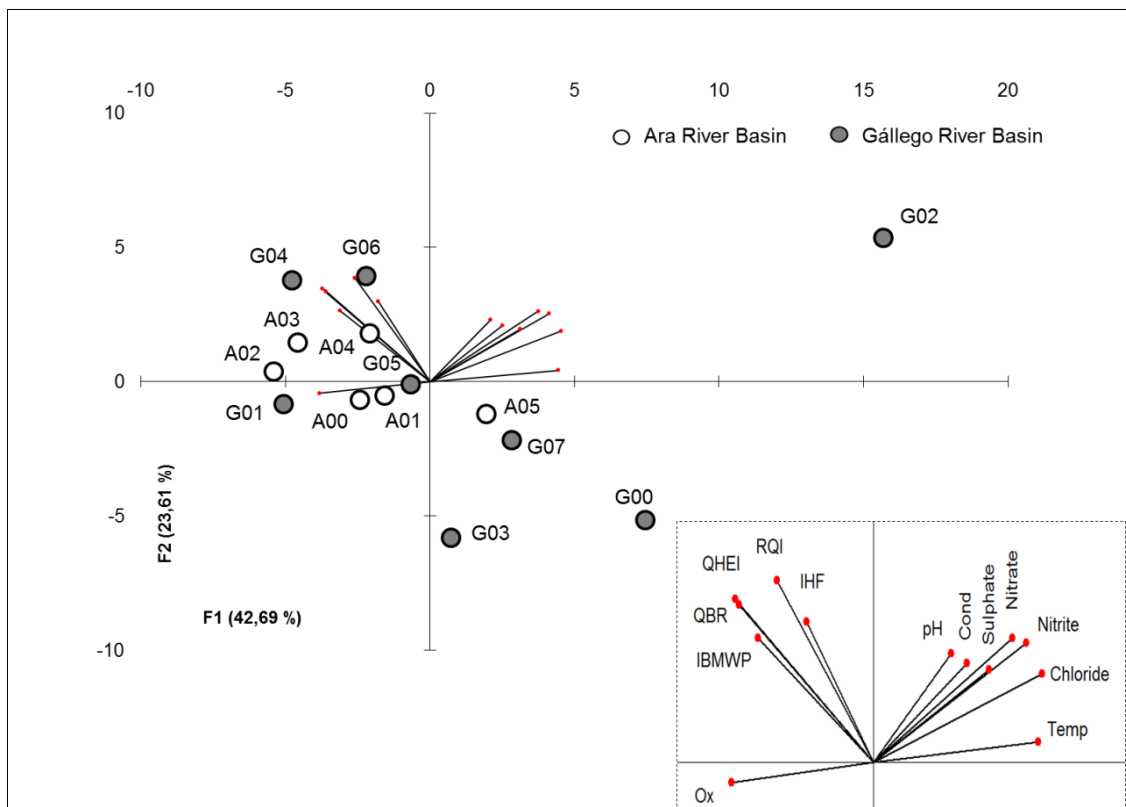 -10 -5 0 5 10 15 20
10
Ara River Basin Gállego River Basin
G02
5
G04 G06
A03
A04
A02 G05
0
G01 A00 A01 A05
G07
G00
-5
G03
F2 (23,61 %)
F1 (42,69 %)
-10
RQI
QHEI IHF
QBR
IBMWP
pH
Cond
Sulphate
Nitrate
Nitrite
Chloride
Temp
Ox